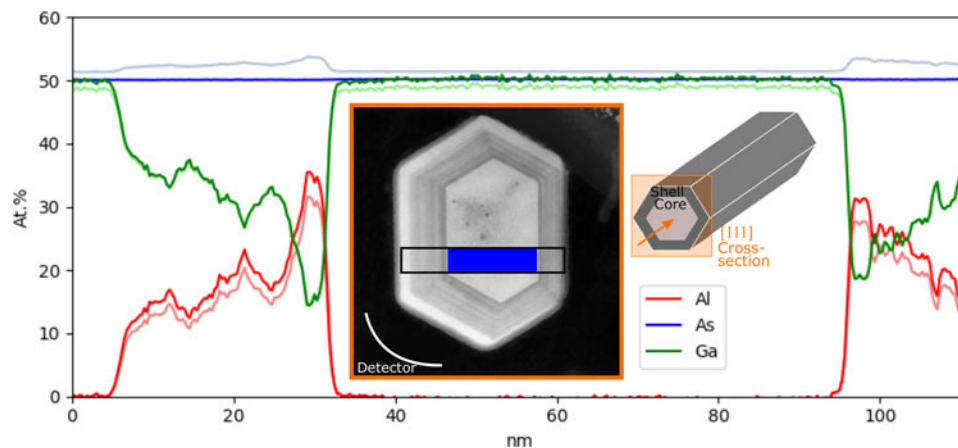 60
50
40
30
20
10
0
At.%
0
20
40
60
80
100
nm
Detector
Shell
Core
[111]
Cross-
section
Al
As
Ga